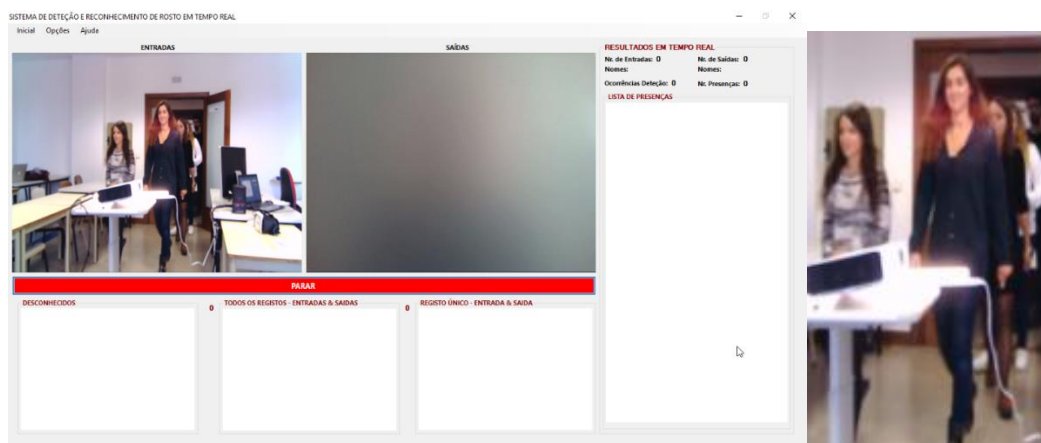 SISTEMA DE DETEÇÃO E RECONHECIMENTO DE ROSTO EM TEMPO REAL
Inicial Opções Ajuda
ENTRADAS
SAÍDAS
RESULTADOS EM TEMPO REAL
Nr. de Entradas: 0 Nr. de Saídas: 0
Nomes: Nomes:
Ocorrências Deteção: 0 Nr. Presenças: 0
LISTA DE PRESENÇAS
PARAR
DESCONHECIDOS 0
TODOS OS REGISTOS - ENTRADAS & SAIDAS 0
REGISTO ÚNICO - ENTRADA & SAIDA